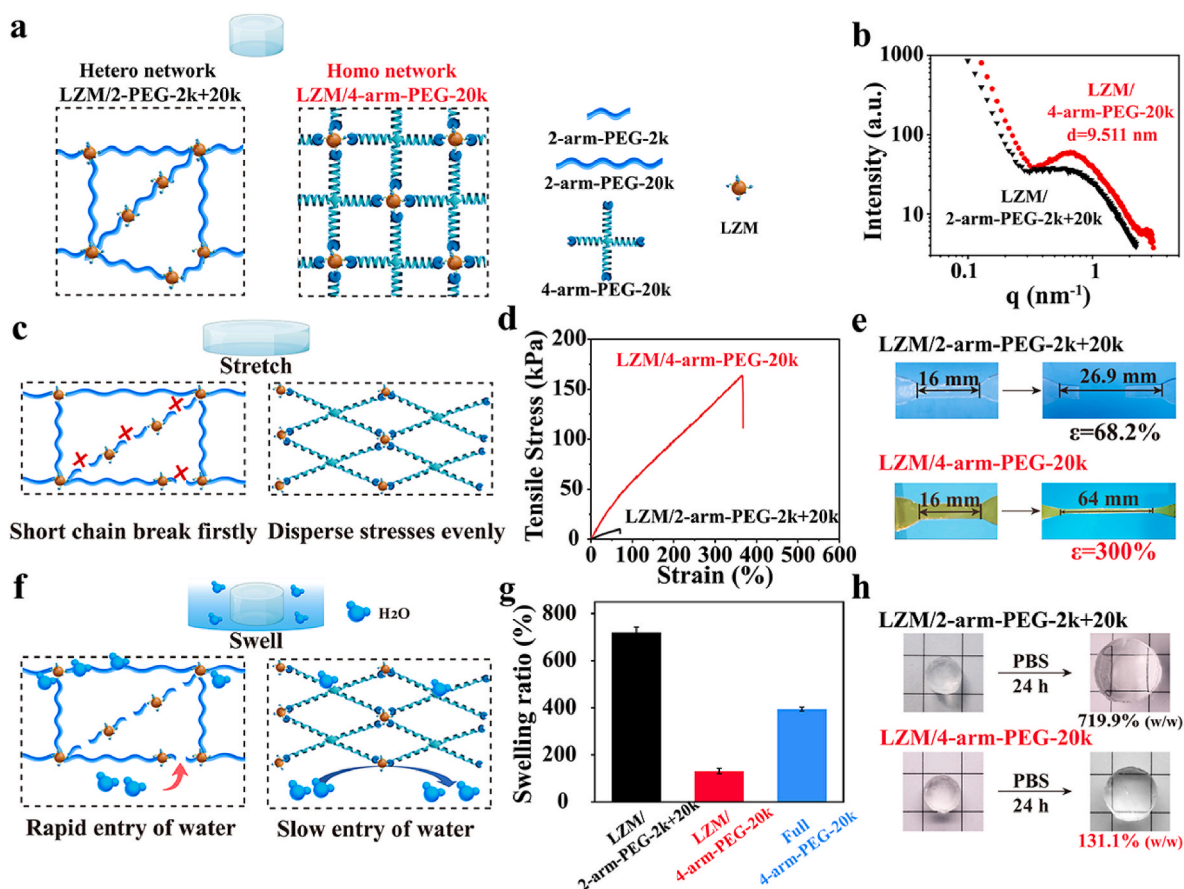 a
Hetero network
LZM/2-PEG-2k+20k
Homo network
LZM/4-arm-PEG-20k
2-arm-PEG-2k
2-arm-PEG-20k
4-arm-PEG-20k
LZM
b
Intensity (a.u.)
1000
100
10
0.1
1
q (nm⁻¹)
LZM/
4-arm-PEG-20k
d=9.511 nm
LZM/
2-arm-PEG-2k+20k
c
Stretch
Short chain break firstly
Disperse stresses evenly
d
Tensile Stress (kPa)
200
150
100
50
0
0 100 200 300 400 500 600
Strain (%)
LZM/4-arm-PEG-20k
LZM/2-arm-PEG-2k+20k
e
LZM/2-arm-PEG-2k+20k
16 mm
26.9 mm
ε=68.2%
LZM/4-arm-PEG-20k
16 mm
64 mm
ε=300%
f
H2O
Swell
Rapid entry of water
Slow entry of water
g
Swelling ratio (%)
800
600
400
200
0
LZM/
2-arm-PEG-2k+20k
LZM/
4-arm-PEG-20k
Full
4-arm-PEG-20k
h
LZM/2-arm-PEG-2k+20k
PBS
24 h
719.9% (w/w)
LZM/4-arm-PEG-20k
PBS
24 h
131.1% (w/w)